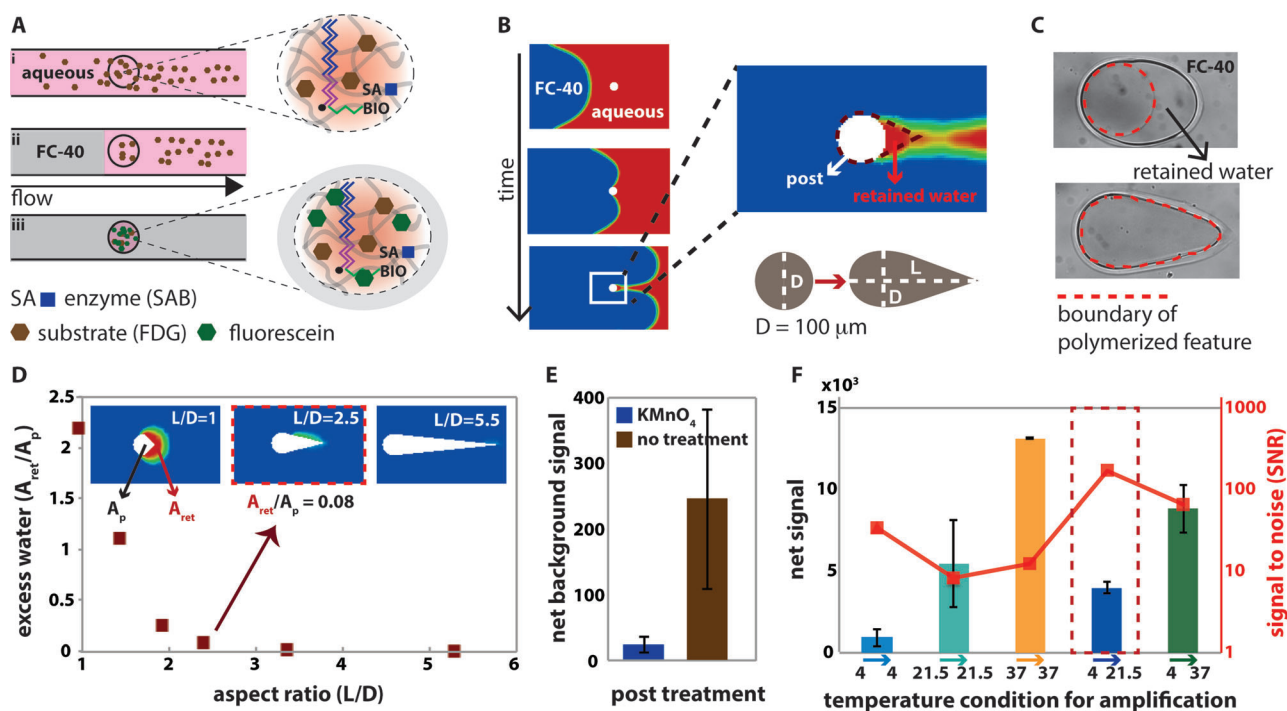 A
i
aqueous
SA
BIO
ii
FC-40
flow
iii
SA
BIO
SA enzyme (SAB)
substrate (FDG) fluorescein
B
time
FC-40
aqueous
post
retained water
D
L
D
D = 100 μm
C
FC-40
retained water
boundary of
polymerized feature
D
excess water (Aret/Ap)
2.5
2
1.5
1
0.5
0
L/D=1
L/D=2.5
L/D=5.5
Ap
Aret
Aret/Ap = 0.08
1 2 3 4 5 6
aspect ratio (L/D)
E
net background signal
400
300
200
100
0
KMnO4
no treatment
post treatment
F
x10³
net signal
15
10
5
0
1000
100
10
1
signal to noise (SNR)
4 4 21.5 21.5 37 37 4 21.5 4 37
temperature condition for amplification